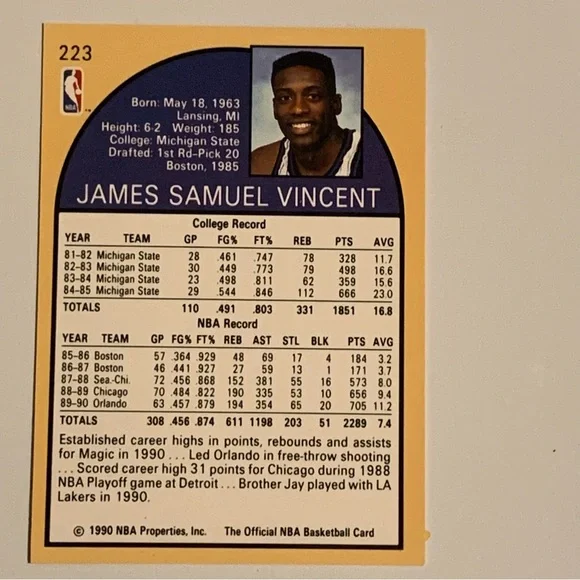 223
NBA
Born: May 18, 1963
Lansing, MI
Height: 6-2 Weight: 185
College: Michigan State
Drafted: 1st Rd-Pick 20
Boston, 1985
JAMES SAMUEL VINCENT
College Record
YEAR TEAM GP FG% FT% REB PTS AVG
81-82 Michigan State 28 .461 .747 78 328 11.7
82-83 Michigan State 30 .449 .773 79 498 16.6
83-84 Michigan State 23 .498 .811 62 359 15.6
84-85 Michigan State 29 .544 .846 112 666 23.0
TOTALS 110 .491 .803 331 1851 16.8
NBA Record
YEAR TEAM GP FG% FT% REB AST STL BLK PTS AVG
85-86 Boston 57 .364 .929 48 69 17 4 184 3.2
86-87 Boston 46 .441 .927 27 59 13 1 171 3.7
87-88 Sea.-Chi. 72 .456 .868 152 381 55 16 573 8.0
88-89 Chicago 70 .484 .822 190 335 53 10 656 9.4
89-90 Orlando 63 .457 .879 194 354 65 20 705 11.2
TOTALS 308 .456 .874 611 1198 203 51 2289 7.4
Established career highs in points, rebounds and assists
for Magic in 1990 ... Led Orlando in free-throw shooting
... Scored career high 31 points for Chicago during 1988
NBA Playoff game at Detroit ... Brother Jay played with LA
Lakers in 1990.
© 1990 NBA Properties, Inc. The Official NBA Basketball Card